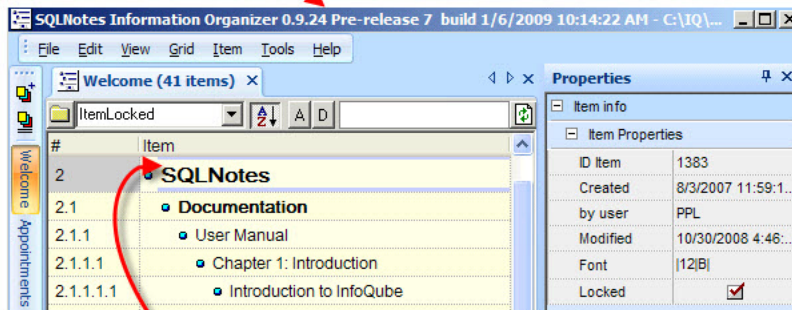 SQLNotes Information Organizer 0.9.24 Pre-release 7 build 1/6/2009 10:14:22 AM - C:\IQ\...
File Edit View Grid Item Tools Help
Welcome (41 items)
Properties
ItemLocked
A D
Item info
Item Properties
# Item
ID Item 1383
2 SQLNotes
Created 8/3/2007 11:59:1..
2.1 Documentation
by user PPL
2.1.1 User Manual
Modified 10/30/2008 4:46:..
2.1.1.1 Chapter 1: Introduction
Font |12|B|
2.1.1.1.1 Introduction to InfoQube
Locked
Welcome
Appointments